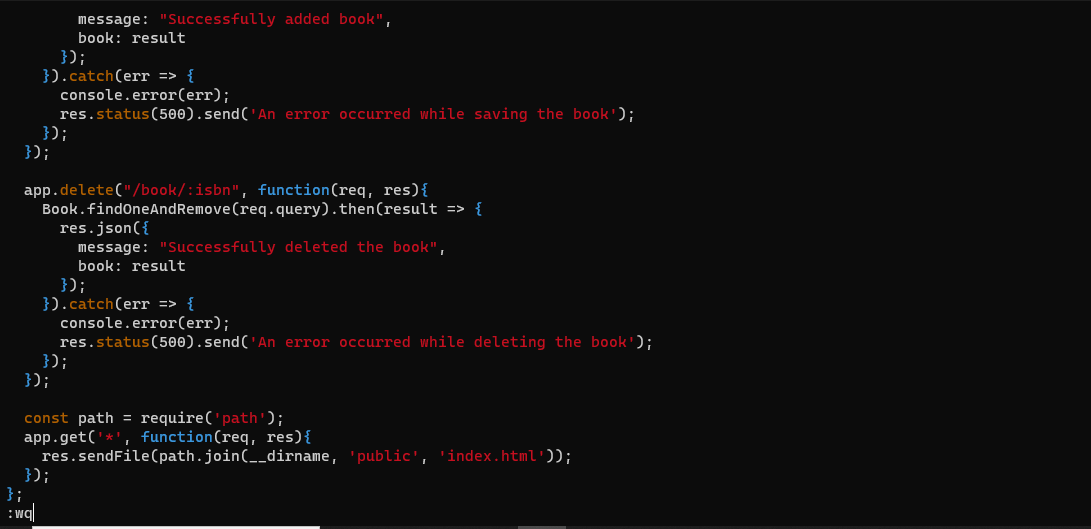 message: "Successfully added book",
        book: result
      });
    }).catch(err => {
      console.error(err);
      res.status(500).send('An error occurred while saving the book');
    });
  });

  app.delete("/book/:isbn", function(req, res){
    Book.findOneAndRemove(req.query).then(result => {
      res.json({
        message: "Successfully deleted the book",
        book: result
      });
    }).catch(err => {
      console.error(err);
      res.status(500).send('An error occurred while deleting the book');
    });
  });

  const path = require('path');
  app.get('*', function(req, res){
    res.sendFile(path.join(__dirname, 'public', 'index.html'));
  });
};
:wq